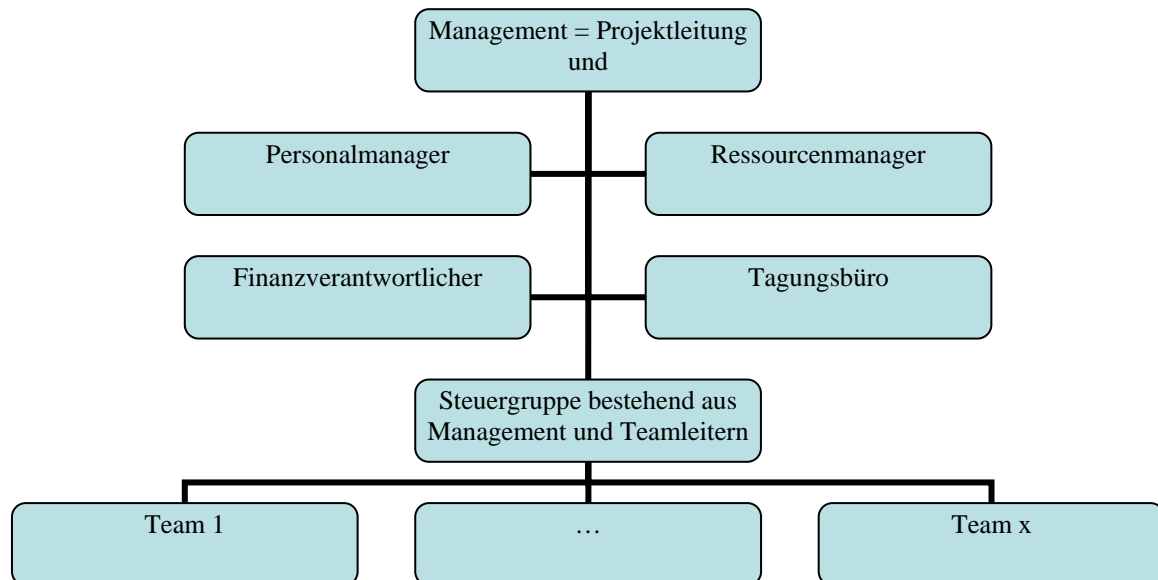 Management = Projektleitung
und
Personalmanager
Ressourcenmanager
Finanzverantwortlicher
Tagungsbüro
Steuergruppe bestehend aus
Management und Teamleitern
Team 1
…
Team x